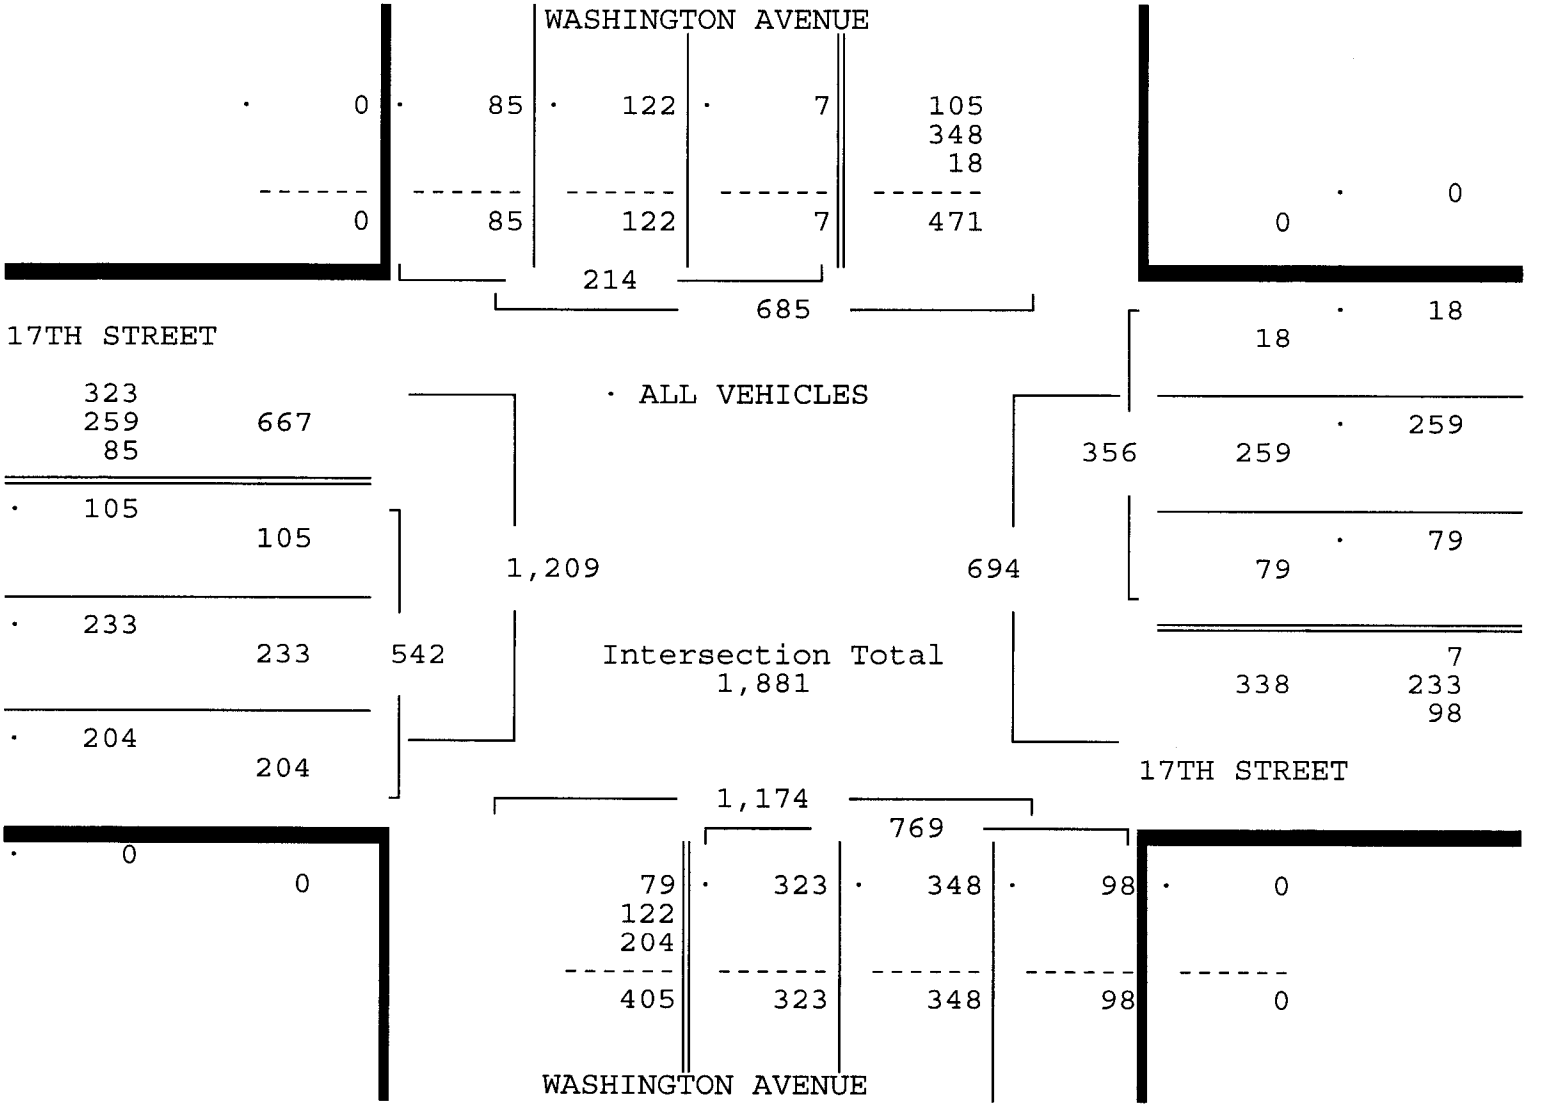 WASHINGTON AVENUE
· 0 · 85 · 122 · 7 105
348
18
------ ------ ------ ------ ------
· 0
0 85 122 7 471 0
214
685 · 18
17TH STREET 18
323 · ALL VEHICLES
259 667 · 259
85 356 259
· 105
105 · 79
1,209 694 79
· 233
233 542 Intersection Total 7
1,881 338 233
98
· 204
204 17TH STREET
1,174
769
· 0
0 79 · 323 · 348 · 98 · 0
122
204
------ ------ ------ ------ ------
405 323 348 98 0
WASHINGTON AVENUE